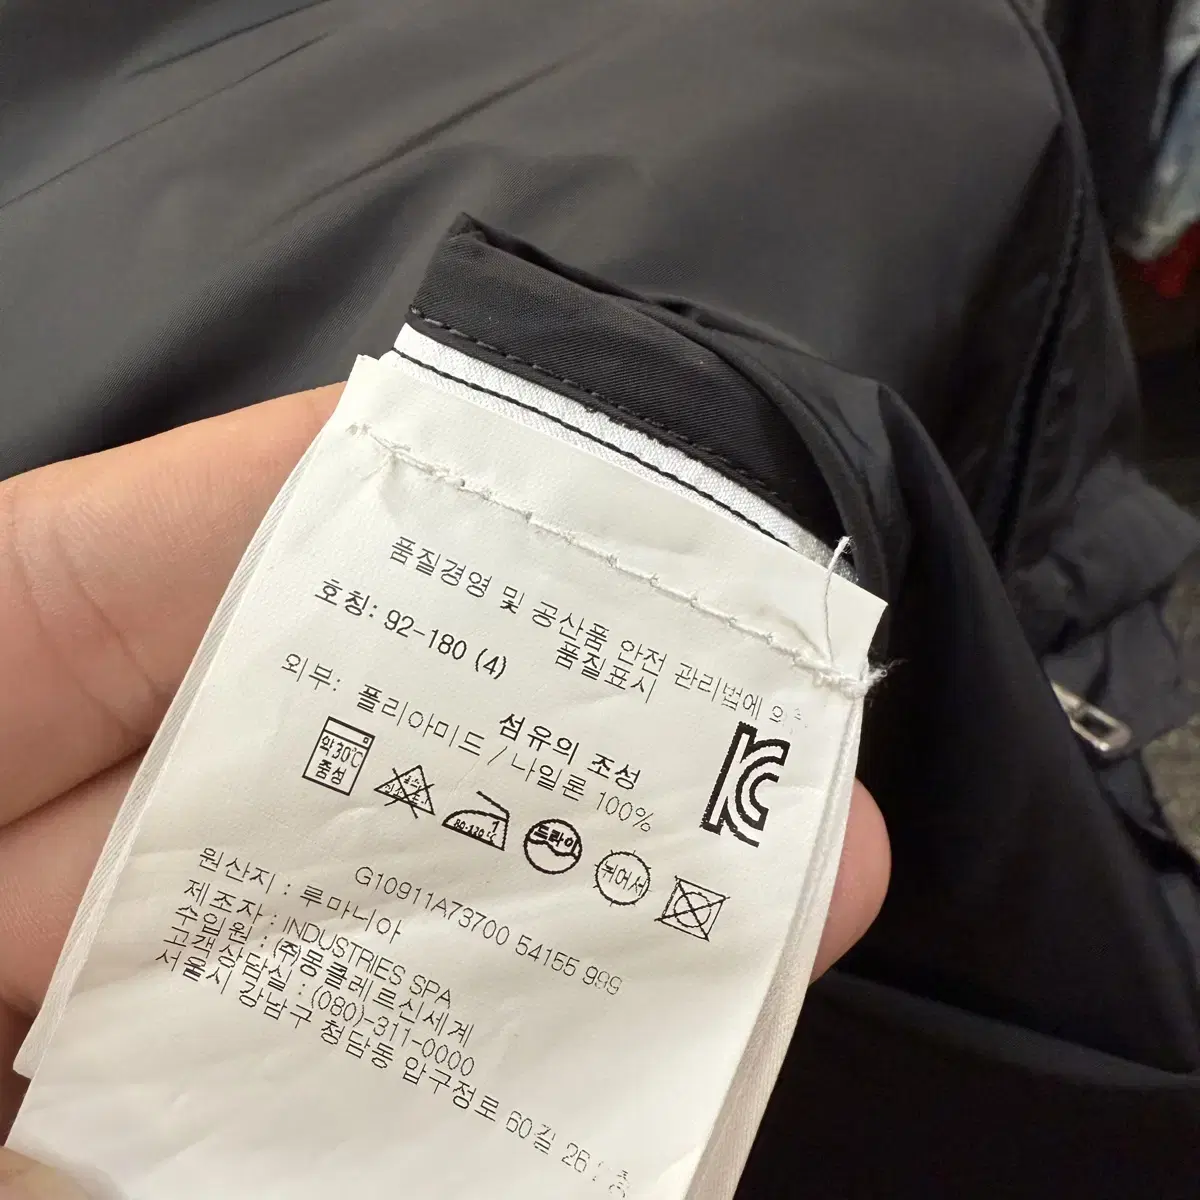 품질경영 및 공산품 안전 관리법에 의
품질표시
호칭: 92-180 (4)
섬유의 조성
외부: 폴리아미드 / 나일론 100%
약30℃
중성
80-120℃
1
드라이
뉘어서
G10911A73700 54155 999
원산지 : 루마니아
제조자 : INDUSTRIES SPA
수입원 : (주)몽클레르신세계
고객상담실 : (080)-311-0000
서울시 강남구 청담동 압구정로 60길 26